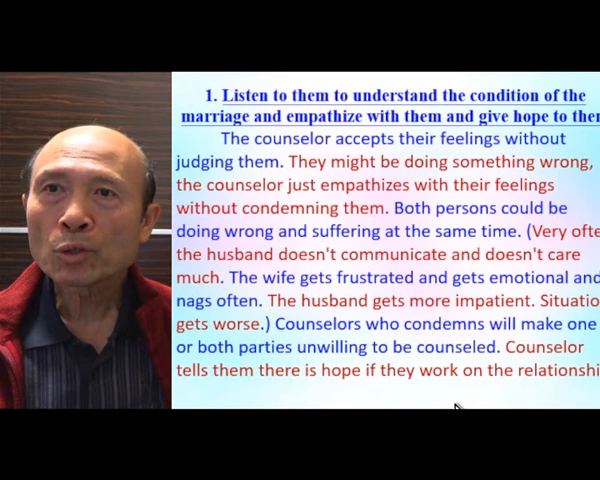 1. Listen to them to understand the condition of the
marriage and empathize with them and give hope to them
The counselor accepts their feelings without
judging them. They might be doing something wrong,
the counselor just empathizes with their feelings
without condemning them. Both persons could be
doing wrong and suffering at the same time. (Very ofte
the husband doesn't communicate and doesn't care
much. The wife gets frustrated and gets emotional and
nags often. The husband gets more impatient. Situatio
gets worse.) Counselors who condemns will make one
or both parties unwilling to be counseled. Counselor
tells them there is hope if they work on the relationshi